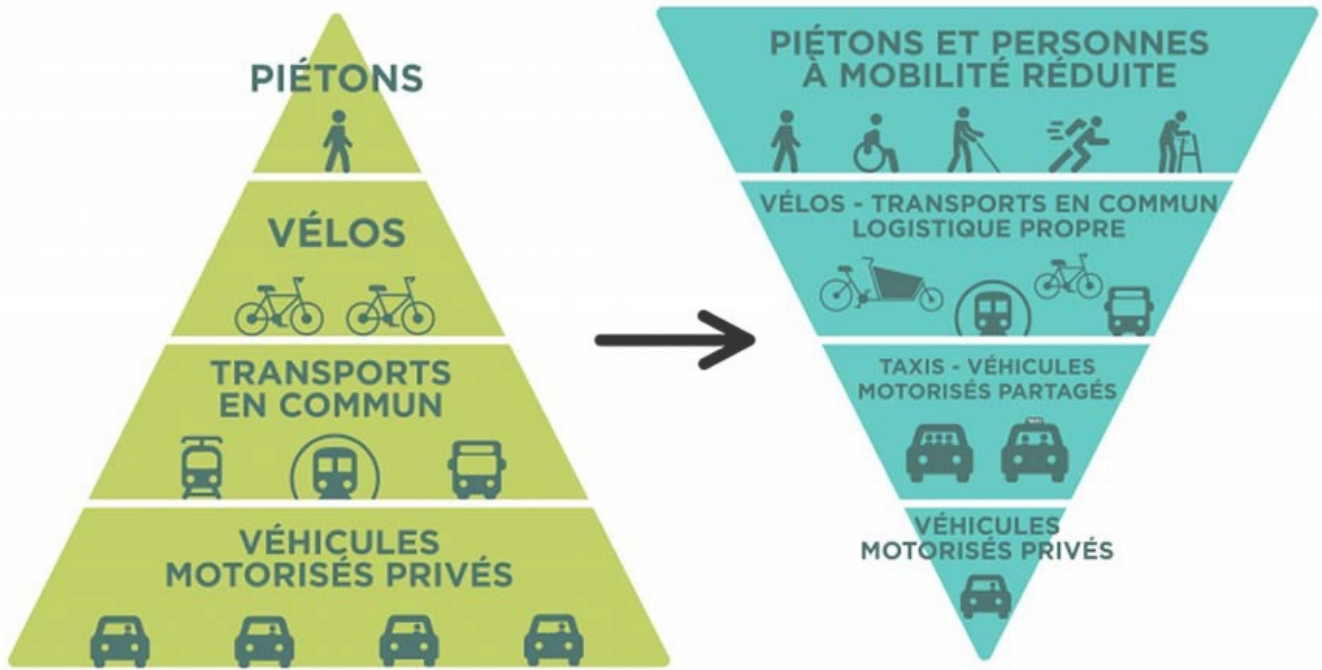 PIÉTONS
VÉLOS
TRANSPORTS
EN COMMUN
VÉHICULES
MOTORISÉS PRIVÉS
PIÉTONS ET PERSONNES
À MOBILITÉ RÉDUITE
VÉLOS - TRANSPORTS EN COMMUN
LOGISTIQUE PROPRE
TAXIS - VÉHICULES
MOTORISÉS PARTAGÉS
VÉHICULES
MOTORISÉS PRIVÉS